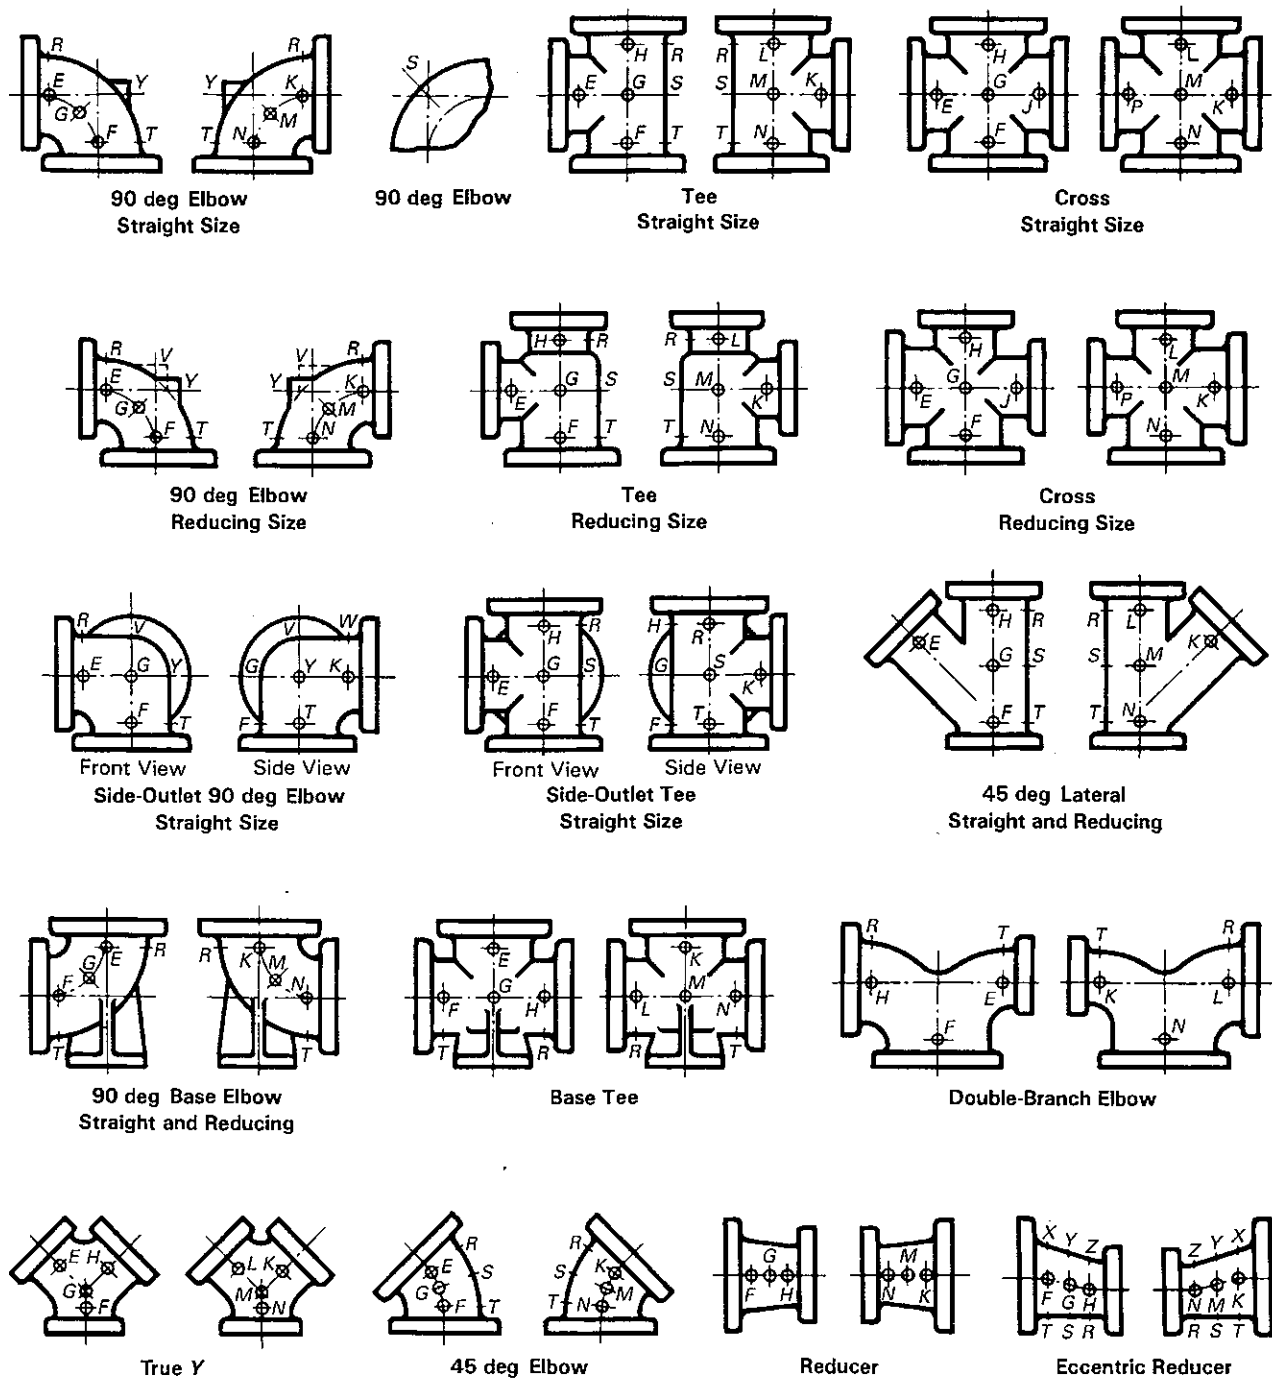 R R S H R R L H L
E Y Y K E G S S M K E G J P M K
G F T T N M F T T N F N
90 deg Elbow 90 deg Elbow Tee Cross
Straight Size Straight Size Straight Size
R V V R H R R L H L
E Y Y K E G S S M K E G J P M K
G F T T N M F T T N F N
90 deg Elbow Tee Cross
Reducing Size Reducing Size Reducing Size
R V V W H R H R H R R L
E G Y G Y K E G S G S K E G S S M K
F T F T F T F T F T T N
Front View Side View Front View Side View
Side-Outlet 90 deg Elbow Side-Outlet Tee 45 deg Lateral
Straight Size Straight Size Straight and Reducing
G E R R K M E K R T T R
F N F G H L M N H E K L
T T T R R T F N
90 deg Base Elbow Base Tee Double-Branch Elbow
Straight and Reducing
E H L K E R R K G M X Y Z Z Y X
G M G S S M F H N K F G H N M K
F N F T T N T S R R S T
True Y 45 deg Elbow Reducer Eccentric Reducer